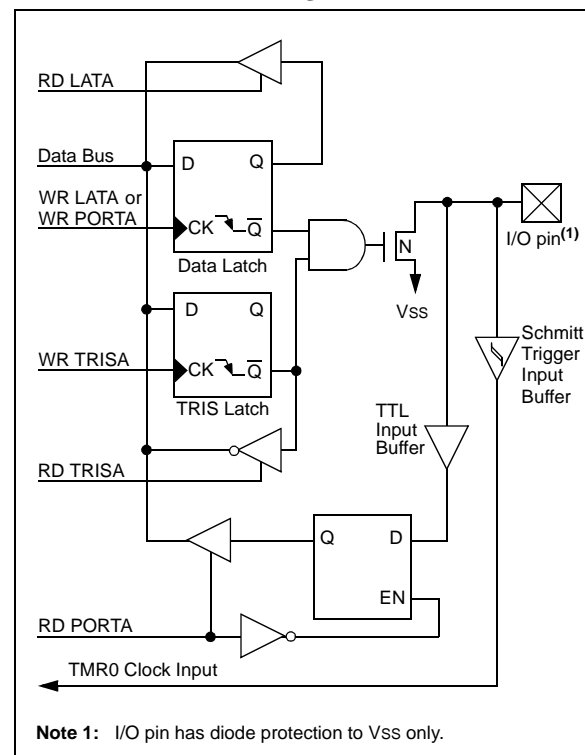 RD LATA
Data Bus
D Q
WR LATA or
WR PORTA
CK Q
Data Latch
N
I/O pin(1)
VSS
D Q
WR TRISA
CK Q
TRIS Latch
Schmitt
Trigger
Input
Buffer
TTL
Input
Buffer
RD TRISA
Q D
EN
RD PORTA
TMR0 Clock Input
Note 1: I/O pin has diode protection to VSS only.